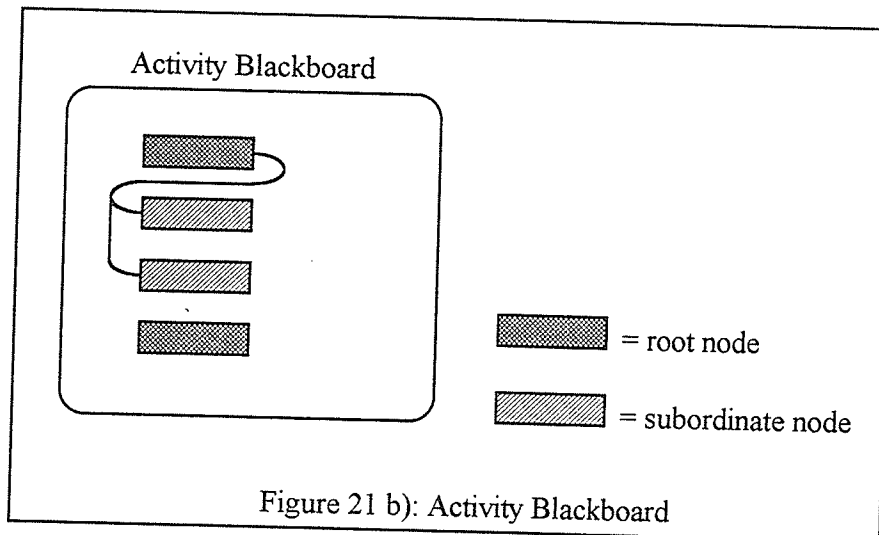 Activity Blackboard
= root node
= subordinate node
Figure 21 b): Activity Blackboard